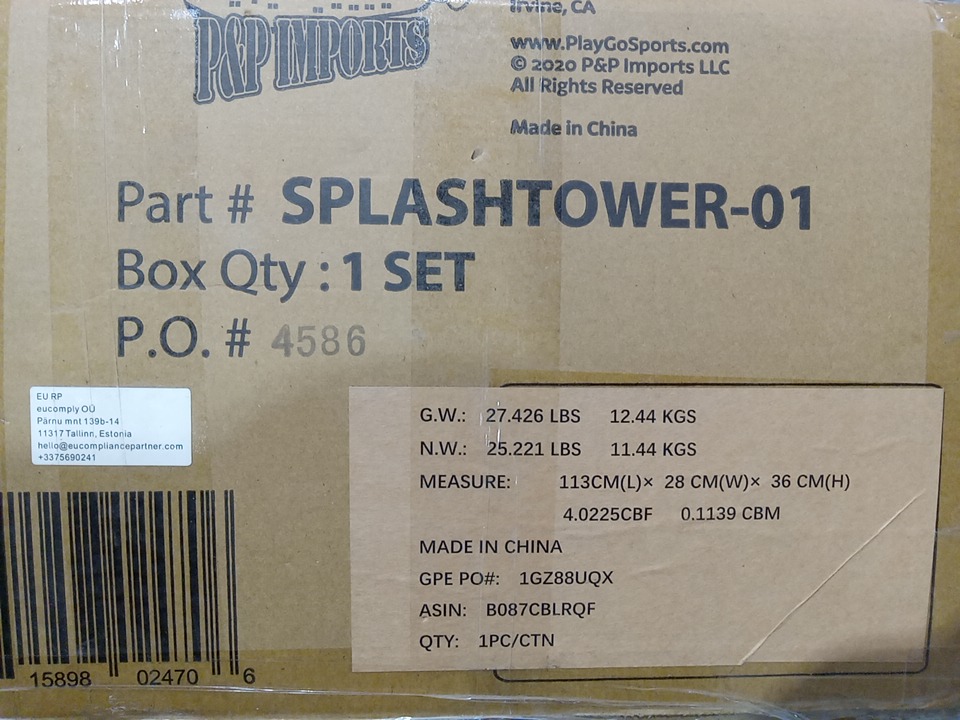 P&P IMPORTS
Irvine, CA
www.PlayGoSports.com
© 2020 P&P Imports LLC
All Rights Reserved
Made in China
Part # SPLASHTOWER-01
Box Qty : 1 SET
P.O. # 4586
EU RP
eucomply OÜ
Pärnu mnt 139b-14
11317 Tallinn, Estonia
hello@eucompliancepartner.com
+3375690241
G.W.: 27.426 LBS 12.44 KGS
N.W.: 25.221 LBS 11.44 KGS
MEASURE: 113CM(L)× 28 CM(W)× 36 CM(H)
4.0225CBF 0.1139 CBM
MADE IN CHINA
GPE PO#: 1GZ88UQX
ASIN: B087CBLRQF
QTY: 1PC/CTN
15898 02470 6